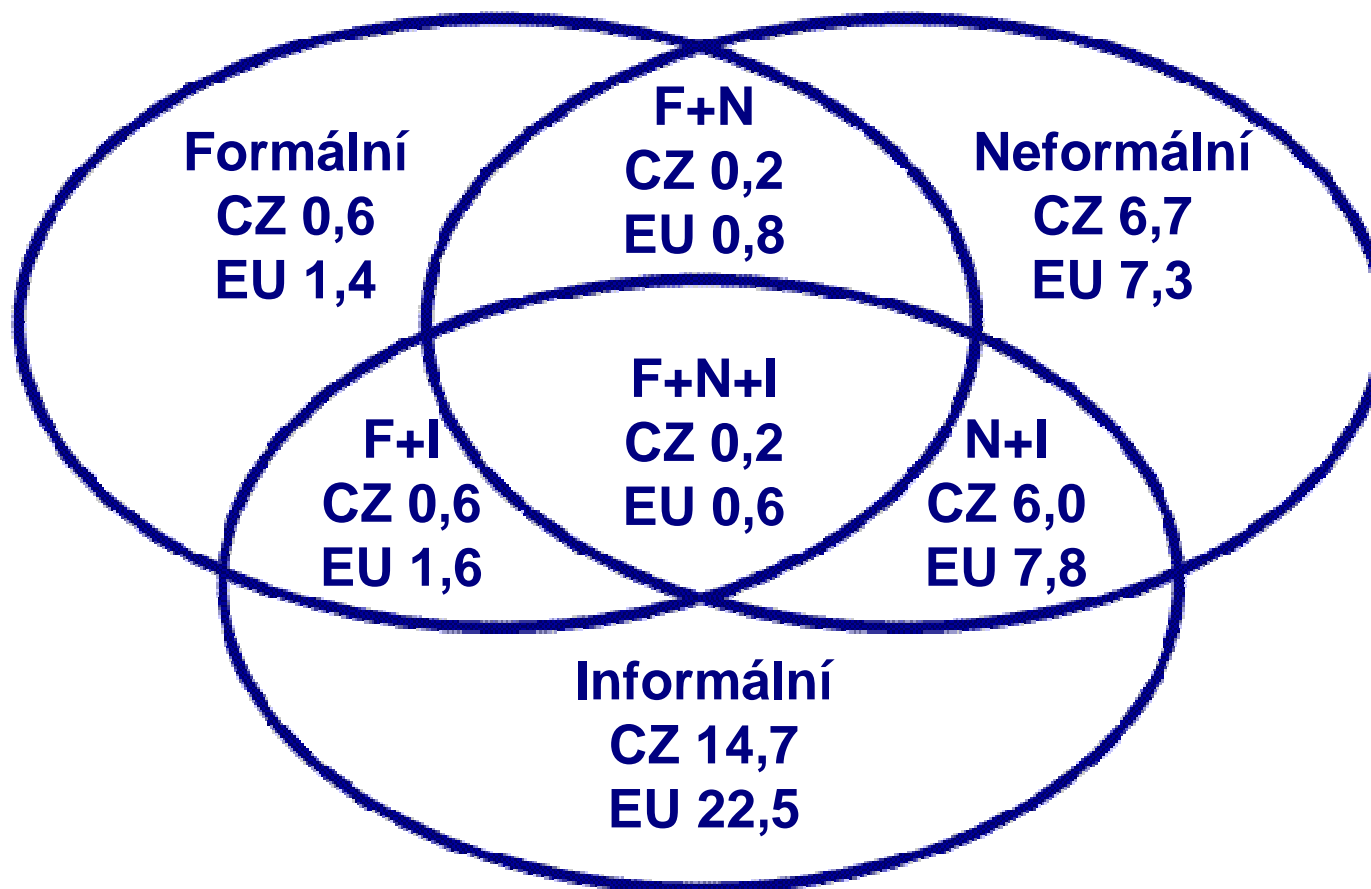 Formální
CZ 0,6
EU 1,4
F+N
CZ 0,2
EU 0,8
Neformální
CZ 6,7
EU 7,3
F+I
CZ 0,6
EU 1,6
F+N+I
CZ 0,2
EU 0,6
N+I
CZ 6,0
EU 7,8
Informální
CZ 14,7
EU 22,5